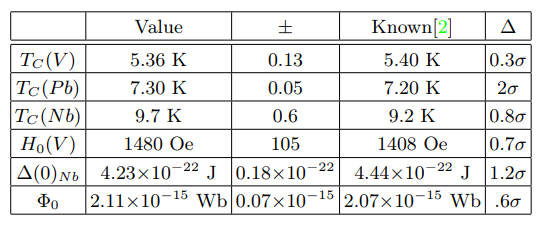 Value ± Known[2] Δ
T_C(V) 5.36 K 0.13 5.40 K 0.3σ
T_C(Pb) 7.30 K 0.05 7.20 K 2σ
T_C(Nb) 9.7 K 0.6 9.2 K 0.8σ
H₀(V) 1480 Oe 105 1408 Oe 0.7σ
Δ(0)_{Nb} 4.23×10⁻²² J 0.18×10⁻²² 4.44×10⁻²² J 1.2σ
Φ₀ 2.11×10⁻¹⁵ Wb 0.07×10⁻¹⁵ 2.07×10⁻¹⁵ Wb .6σ